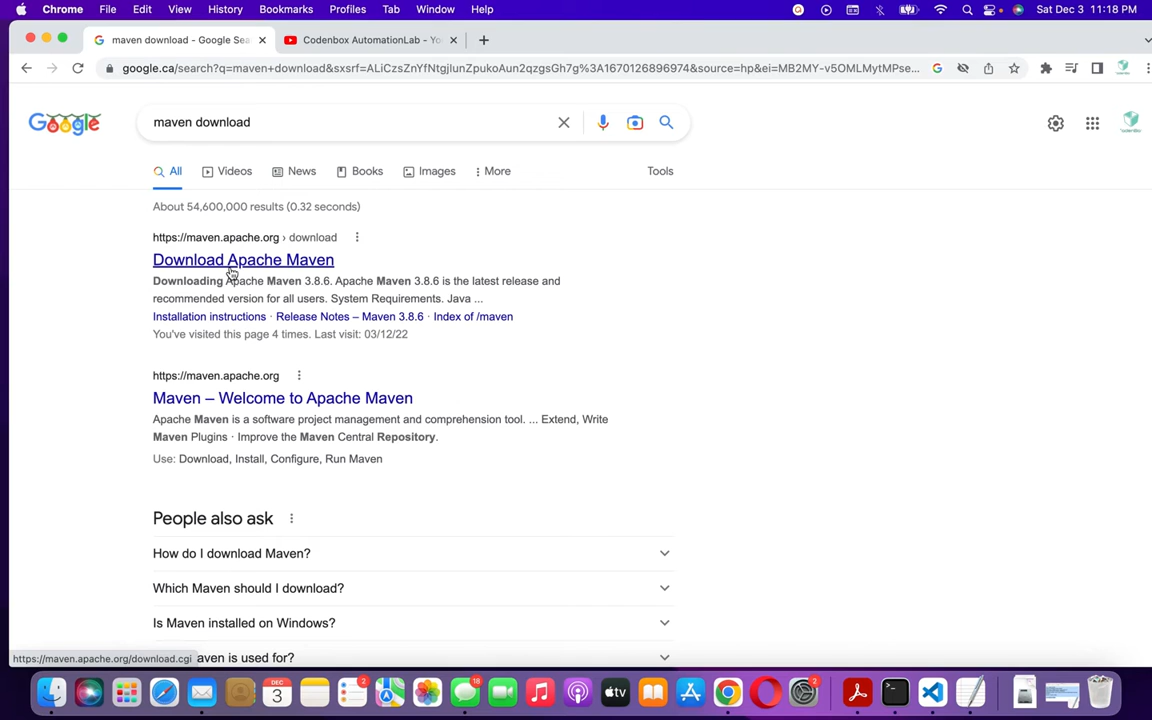 Chrome File Edit View History Bookmarks Profiles Tab Window Help Sat Dec 3 11:18 PM
maven download - Google Sea Codenbox AutomationLab - Yo
google.ca/search?q=maven+download&sxsrf=ALiCzsZnYfNtgjlunZpukoAun2qzgsGh7g%3A1670126896974&source=hp&ei=MB2MY-v5OMLMytMPse...
Google
maven download
All Videos News Books Images More Tools
About 54,600,000 results (0.32 seconds)
https://maven.apache.org › download
Download Apache Maven
Downloading Apache Maven 3.8.6. Apache Maven 3.8.6 is the latest release and
recommended version for all users. System Requirements. Java ...
Installation instructions · Release Notes – Maven 3.8.6 · Index of /maven
You've visited this page 4 times. Last visit: 03/12/22
https://maven.apache.org
Maven – Welcome to Apache Maven
Apache Maven is a software project management and comprehension tool. ... Extend, Write
Maven Plugins · Improve the Maven Central Repository.
Use: Download, Install, Configure, Run Maven
People also ask
How do I download Maven?
Which Maven should I download?
Is Maven installed on Windows?
aven is used for?
https://maven.apache.org/download.cgi
DEC
3
2
18
tv
2